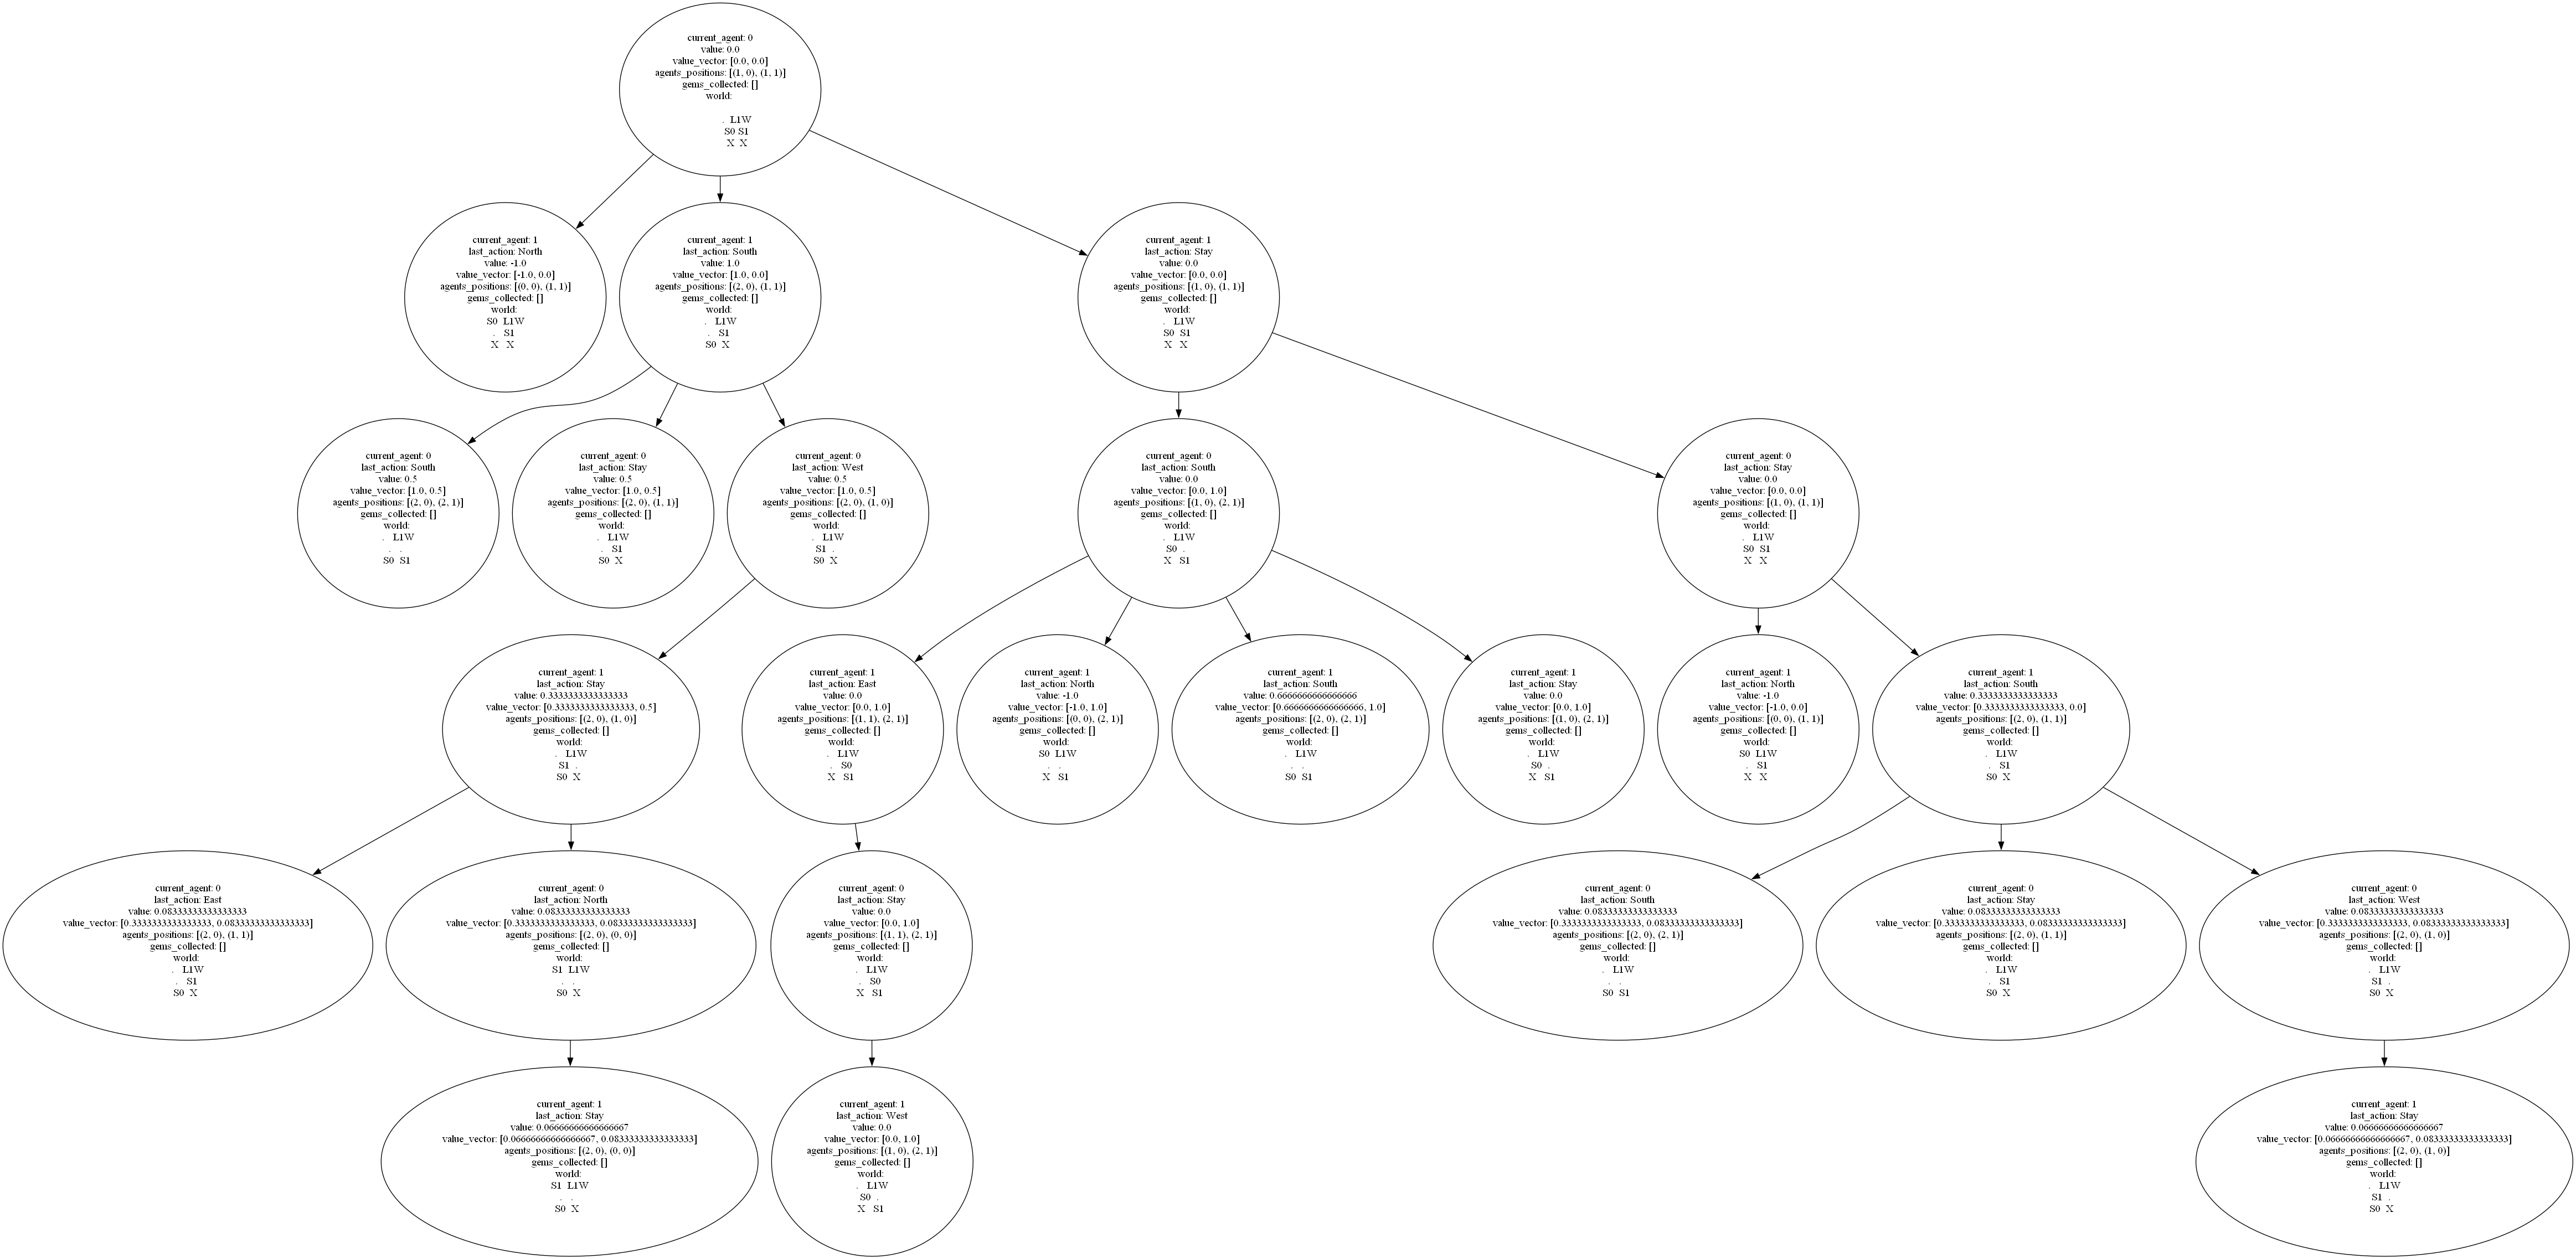 current_agent: 0
value: 0.0
value_vector: [0.0, 0.0]
agents_positions: [(1, 0), (1, 1)]
gems_collected: []
world:
. L1W
S0 S1
X X
current_agent: 1
last_action: North
value: -1.0
value_vector: [-1.0, 0.0]
agents_positions: [(0, 0), (1, 1)]
gems_collected: []
world:
S0 L1W
. S1
X X
current_agent: 1
last_action: South
value: 1.0
value_vector: [1.0, 0.0]
agents_positions: [(2, 0), (1, 1)]
gems_collected: []
world:
. L1W
. S1
S0 X
current_agent: 1
last_action: Stay
value: 0.0
value_vector: [0.0, 0.0]
agents_positions: [(1, 0), (1, 1)]
gems_collected: []
world:
. L1W
S0 S1
X X
current_agent: 0
last_action: South
value: 0.5
value_vector: [1.0, 0.5]
agents_positions: [(2, 0), (2, 1)]
gems_collected: []
world:
. L1W
. .
S0 S1
current_agent: 0
last_action: Stay
value: 0.5
value_vector: [1.0, 0.5]
agents_positions: [(2, 0), (1, 1)]
gems_collected: []
world:
. L1W
. S1
S0 X
current_agent: 0
last_action: West
value: 0.5
value_vector: [1.0, 0.5]
agents_positions: [(2, 0), (1, 0)]
gems_collected: []
world:
. L1W
S1 .
S0 X
current_agent: 0
last_action: South
value: 0.0
value_vector: [0.0, 1.0]
agents_positions: [(1, 0), (2, 1)]
gems_collected: []
world:
. L1W
S0 .
X S1
current_agent: 0
last_action: Stay
value: 0.0
value_vector: [0.0, 0.0]
agents_positions: [(1, 0), (1, 1)]
gems_collected: []
world:
. L1W
S0 S1
X X
current_agent: 1
last_action: Stay
value: 0.3333333333333333
value_vector: [0.3333333333333333, 0.5]
agents_positions: [(2, 0), (1, 0)]
gems_collected: []
world:
. L1W
S1 .
S0 X
current_agent: 1
last_action: East
value: 0.0
value_vector: [0.0, 1.0]
agents_positions: [(1, 1), (2, 1)]
gems_collected: []
world:
. L1W
. S0
X S1
current_agent: 1
last_action: North
value: -1.0
value_vector: [-1.0, 1.0]
agents_positions: [(0, 0), (2, 1)]
gems_collected: []
world:
S0 L1W
. .
X S1
current_agent: 1
last_action: South
value: 0.6666666666666666
value_vector: [0.6666666666666666, 1.0]
agents_positions: [(2, 0), (2, 1)]
gems_collected: []
world:
. L1W
. .
S0 S1
current_agent: 1
last_action: Stay
value: 0.0
value_vector: [0.0, 1.0]
agents_positions: [(1, 0), (2, 1)]
gems_collected: []
world:
. L1W
S0 .
X S1
current_agent: 1
last_action: North
value: -1.0
value_vector: [-1.0, 0.0]
agents_positions: [(0, 0), (1, 1)]
gems_collected: []
world:
S0 L1W
. S1
X X
current_agent: 1
last_action: South
value: 0.3333333333333333
value_vector: [0.3333333333333333, 0.0]
agents_positions: [(2, 0), (1, 1)]
gems_collected: []
world:
. L1W
. S1
S0 X
current_agent: 0
last_action: East
value: 0.08333333333333333
value_vector: [0.3333333333333333, 0.08333333333333333]
agents_positions: [(2, 0), (1, 1)]
gems_collected: []
world:
. L1W
. S1
S0 X
current_agent: 0
last_action: North
value: 0.08333333333333333
value_vector: [0.3333333333333333, 0.08333333333333333]
agents_positions: [(2, 0), (0, 0)]
gems_collected: []
world:
S1 L1W
. .
S0 X
current_agent: 0
last_action: Stay
value: 0.0
value_vector: [0.0, 1.0]
agents_positions: [(1, 1), (2, 1)]
gems_collected: []
world:
. L1W
. S0
X S1
current_agent: 0
last_action: South
value: 0.08333333333333333
value_vector: [0.3333333333333333, 0.08333333333333333]
agents_positions: [(2, 0), (2, 1)]
gems_collected: []
world:
. L1W
. .
S0 S1
current_agent: 0
last_action: Stay
value: 0.08333333333333333
value_vector: [0.3333333333333333, 0.08333333333333333]
agents_positions: [(2, 0), (1, 1)]
gems_collected: []
world:
. L1W
. S1
S0 X
current_agent: 0
last_action: West
value: 0.08333333333333333
value_vector: [0.3333333333333333, 0.08333333333333333]
agents_positions: [(2, 0), (1, 0)]
gems_collected: []
world:
. L1W
S1 .
S0 X
current_agent: 1
last_action: Stay
value: 0.06666666666666667
value_vector: [0.06666666666666667, 0.08333333333333333]
agents_positions: [(2, 0), (0, 0)]
gems_collected: []
world:
S1 L1W
. .
S0 X
current_agent: 1
last_action: West
value: 0.0
value_vector: [0.0, 1.0]
agents_positions: [(1, 0), (2, 1)]
gems_collected: []
world:
. L1W
S0 .
X S1
current_agent: 1
last_action: Stay
value: 0.06666666666666667
value_vector: [0.06666666666666667, 0.08333333333333333]
agents_positions: [(2, 0), (1, 0)]
gems_collected: []
world:
. L1W
S1 .
S0 X